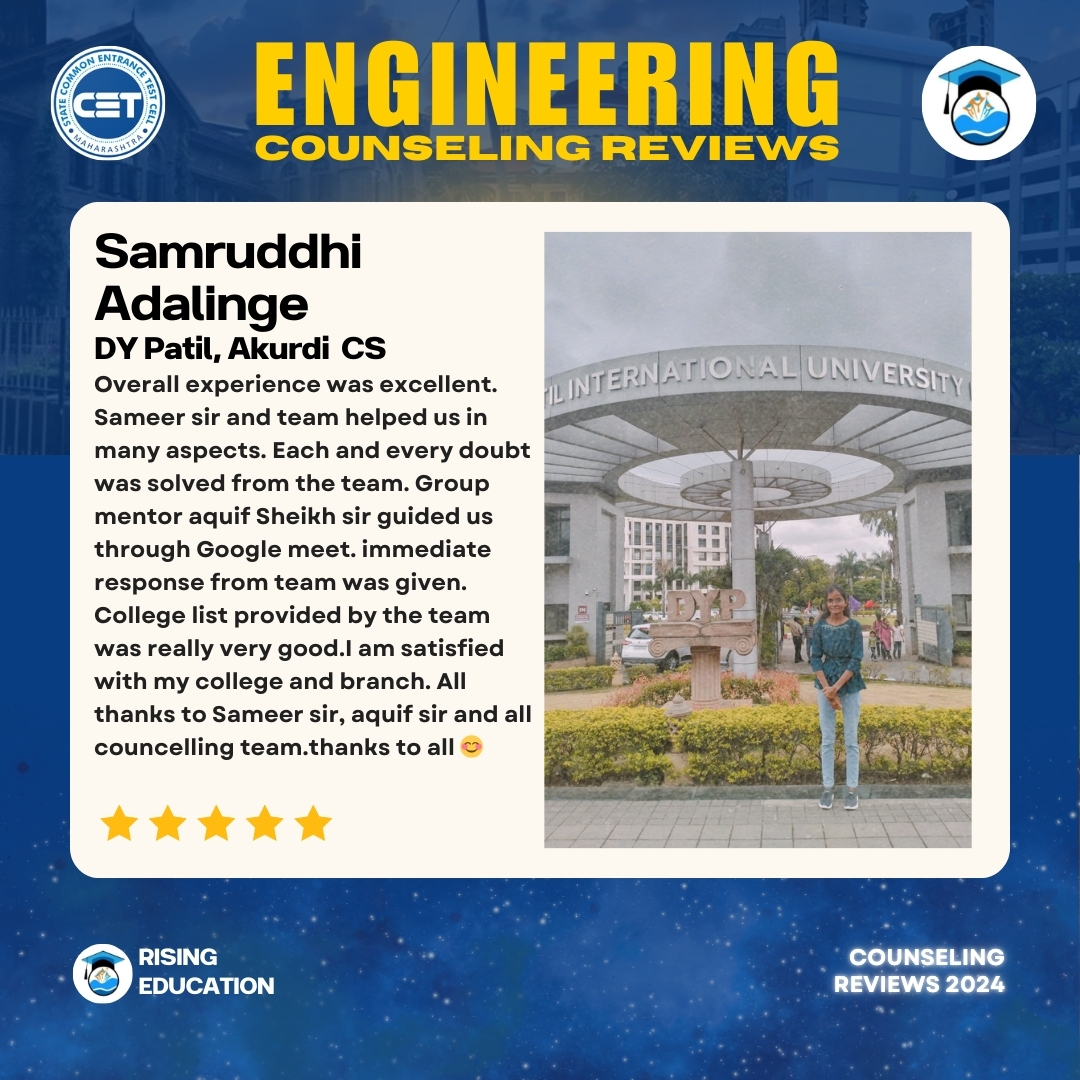 STATE COMMON ENTRANCE TEST CELL
CET
MAHARASHTRA
ENGINEERING
COUNSELING REVIEWS
Samruddhi
Adalinge
DY Patil, Akurdi CS
Overall experience was excellent.
Sameer sir and team helped us in
many aspects. Each and every doubt
was solved from the team. Group
mentor aquif Sheikh sir guided us
through Google meet. immediate
response from team was given.
College list provided by the team
was really very good.I am satisfied
with my college and branch. All
thanks to Sameer sir, aquif sir and all
councelling team.thanks to all 😊
IL INTERNATIONAL UNIVERSITY
DYP
RISING
EDUCATION
COUNSELING
REVIEWS 2024